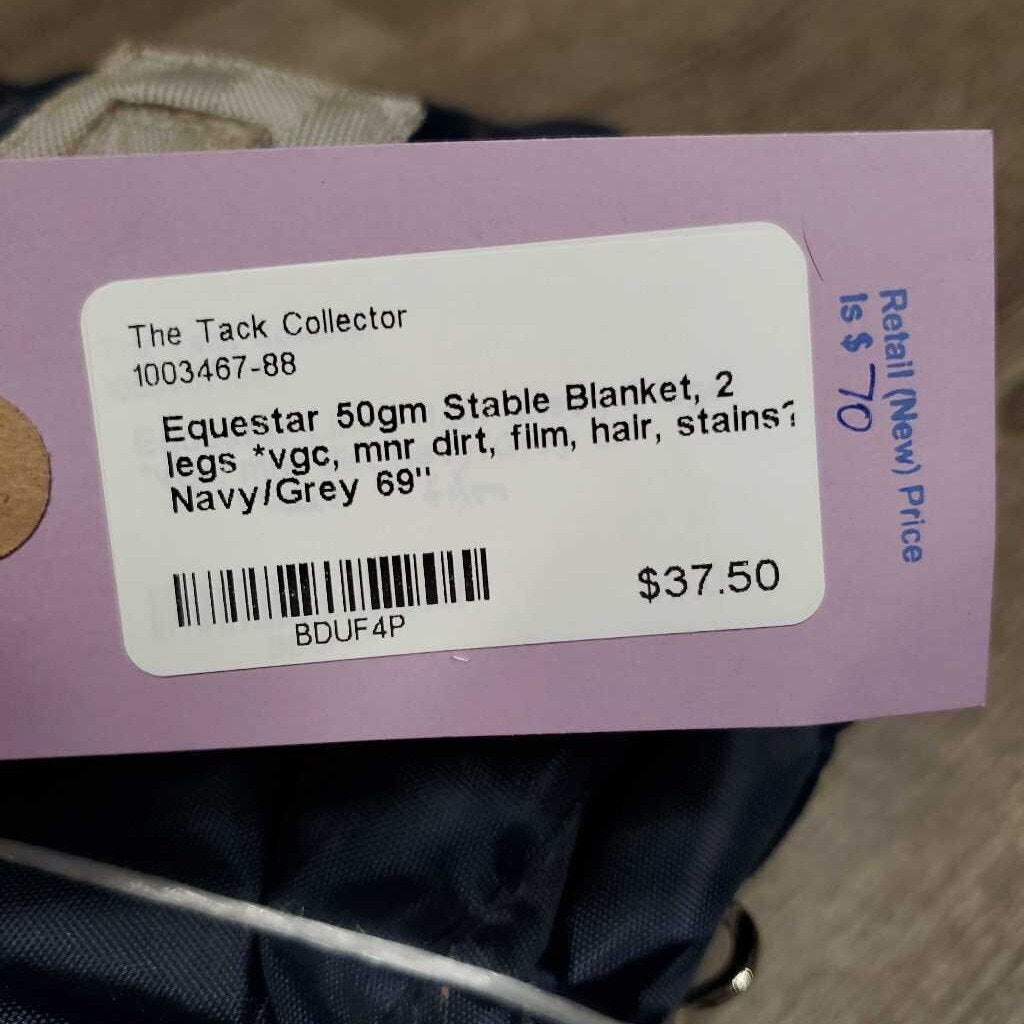 The Tack Collector
1003467-88
Equestar 50gm Stable Blanket, 2
legs *vgc, mnr dirt, film, hair, stains?
Navy/Grey 69"
BDUF4P
$37.50
Retail (New) Price
Is $ 70